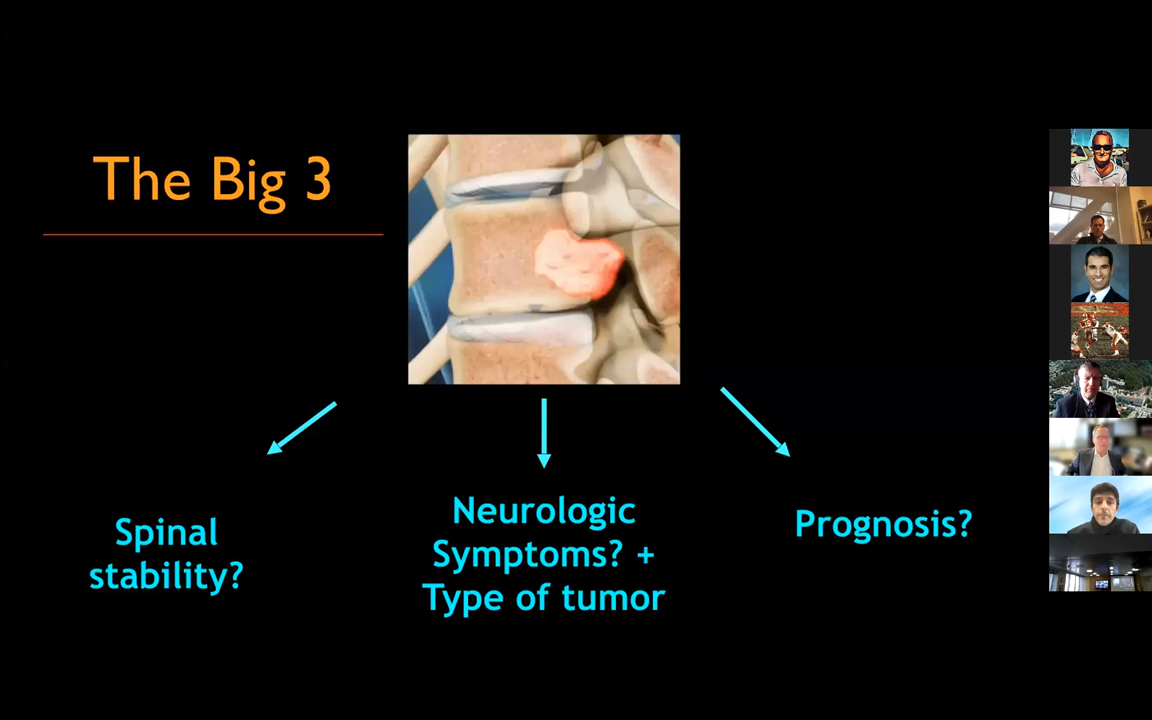 The Big 3
Spinal
stability?
Neurologic
Symptoms? +
Type of tumor
Prognosis?